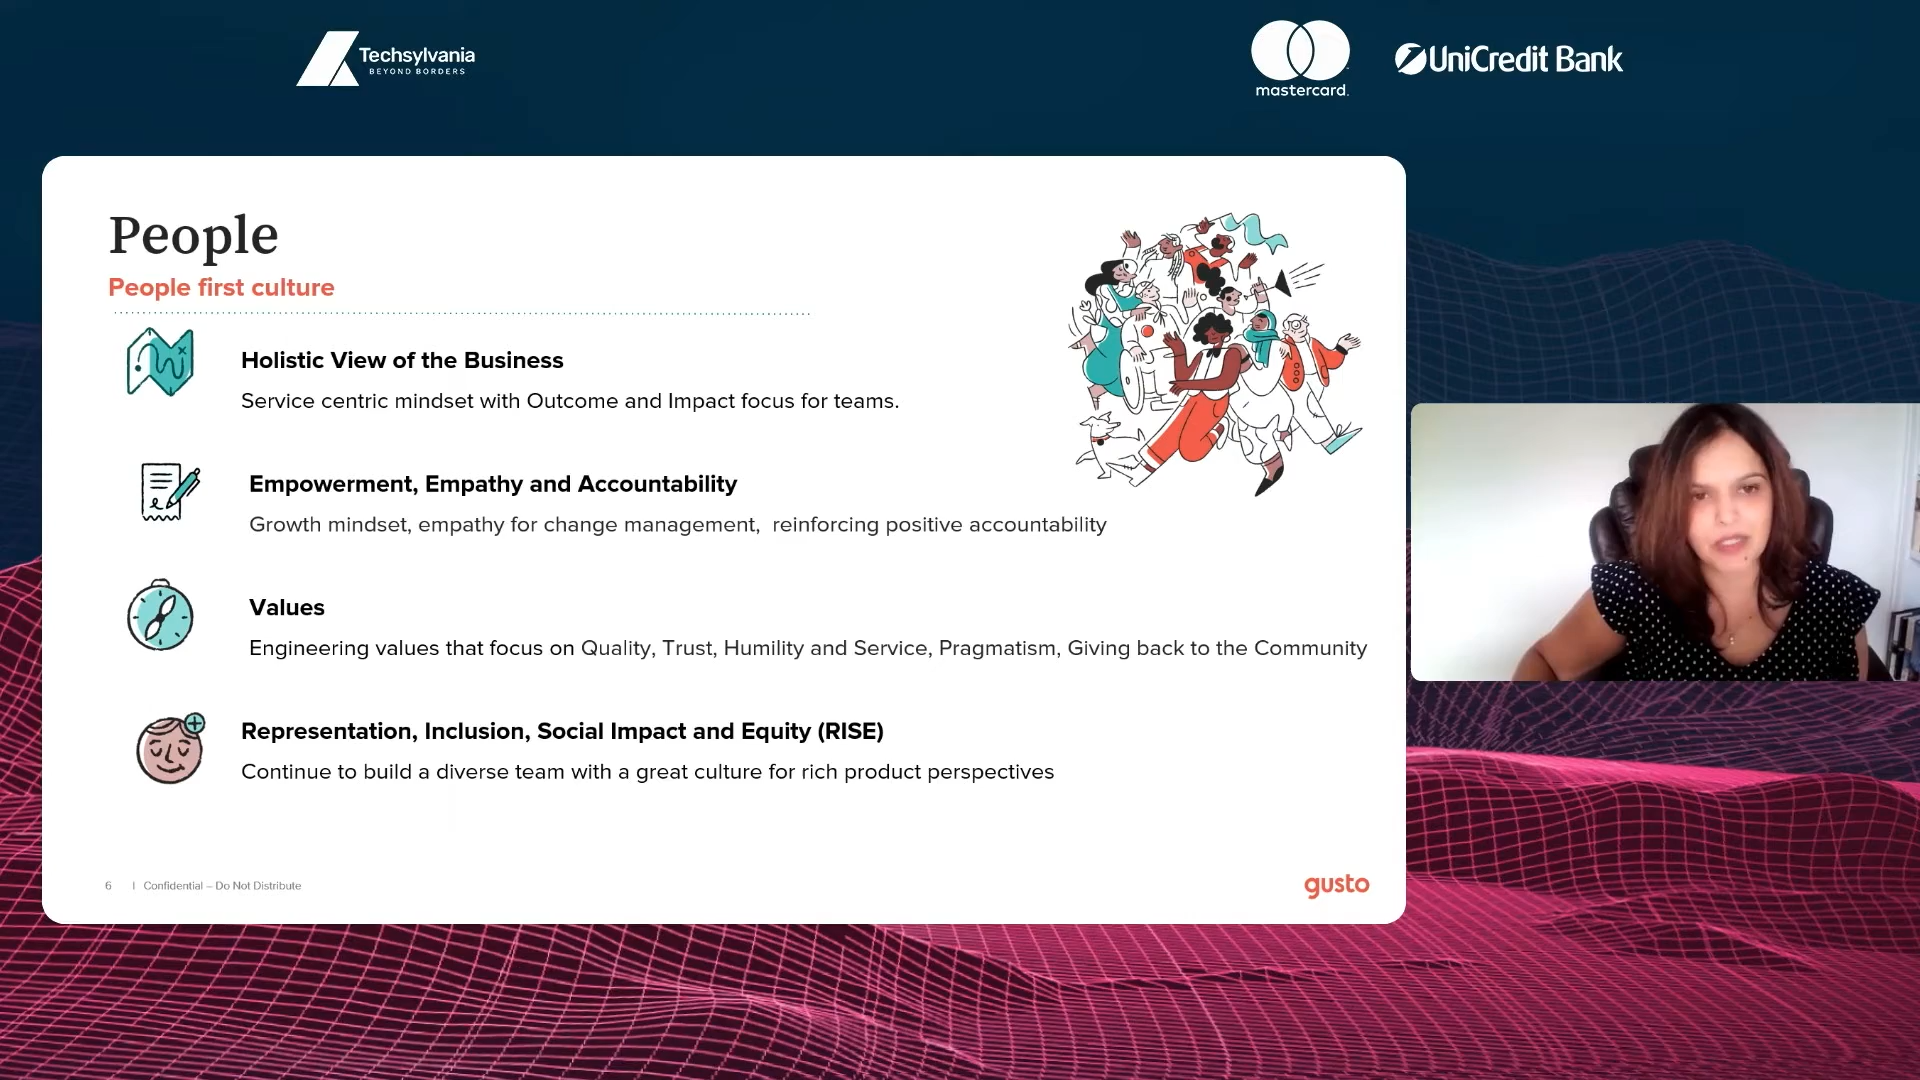 Techsylvania
BEYOND BORDERS
mastercard.
UniCredit Bank
People
People first culture
Holistic View of the Business
Service centric mindset with Outcome and Impact focus for teams.
Empowerment, Empathy and Accountability
Growth mindset, empathy for change management,  reinforcing positive accountability
Values
Engineering values that focus on Quality, Trust, Humility and Service, Pragmatism, Giving back to the Community
Representation, Inclusion, Social Impact and Equity (RISE)
Continue to build a diverse team with a great culture for rich product perspectives
6 | Confidential – Do Not Distribute
gusto